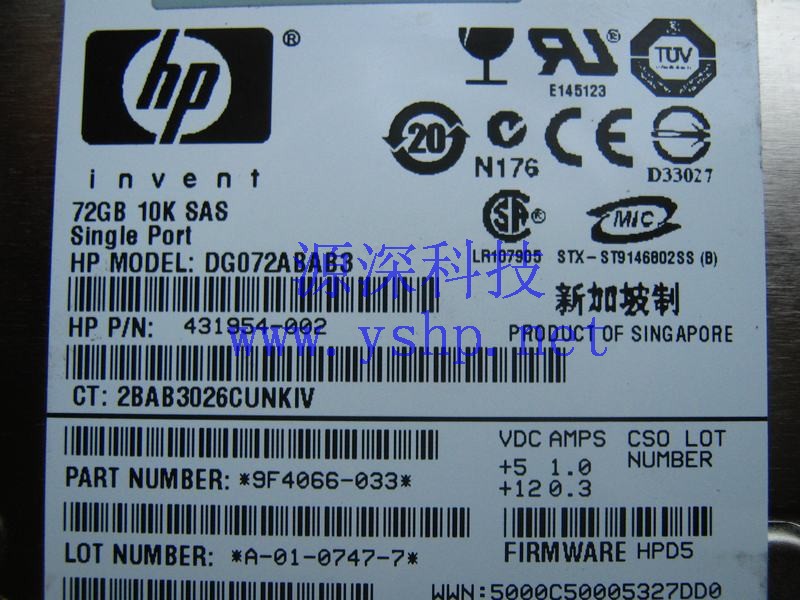 hp ®
invent
72GB 10K SAS
Single Port
HP MODEL: DG072ABAB3
HP P/N: 431954-002
CT: 2BAB3026CUNKIV
E145123
TÜV
20
N176
CE
D33027
SA ®
LR107905
MIC
STX-ST9146802SS (B)
新加坡制
PRODUCT OF SINGAPORE
源深科技
www.yshp.net
PART NUMBER: *9F4066-033*
LOT NUMBER: *A-01-0747-7*
VDC AMPS
+5 1.0
+12 0.3
CSO LOT
NUMBER
FIRMWARE HPD5
WWN:5000C50005327DD0